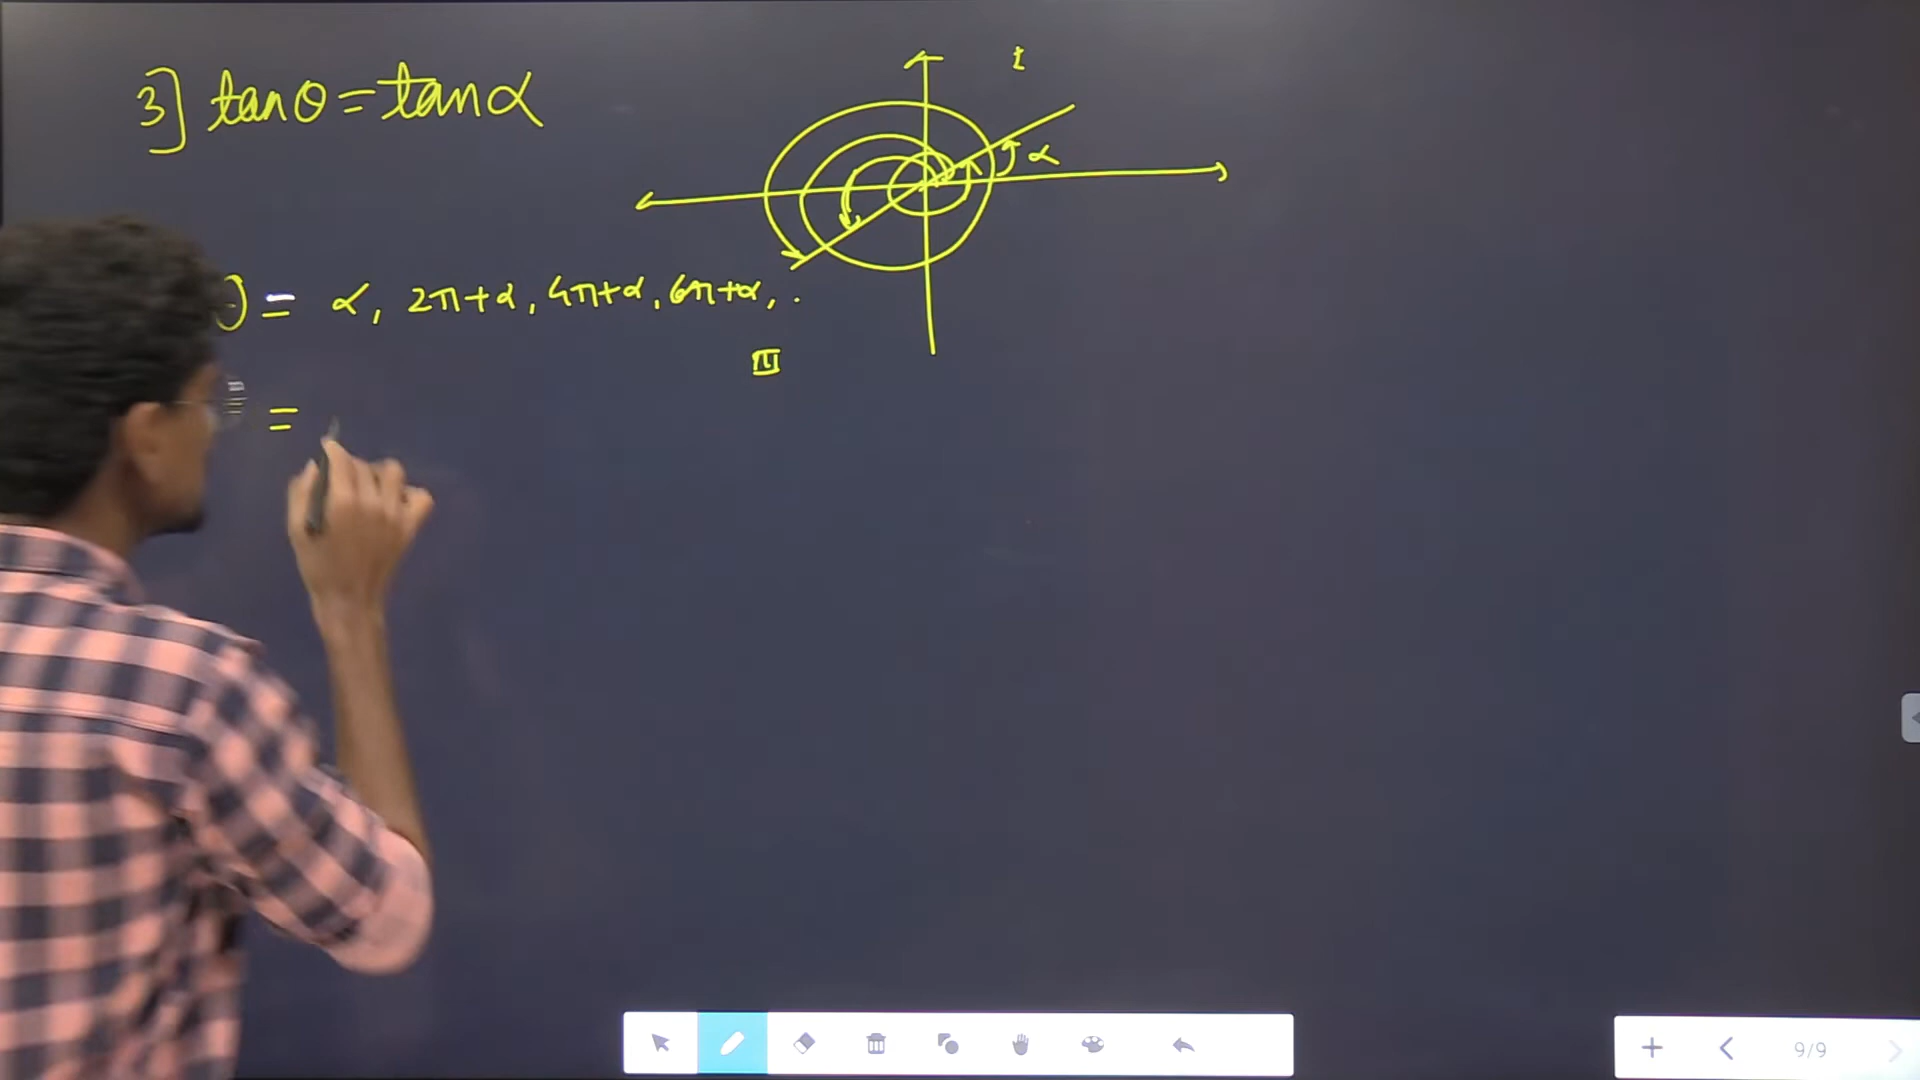 3] tanθ = tanα
I
α
θ = α, 2π+α, 4π+α, 6π+α, .
III
=
9/9